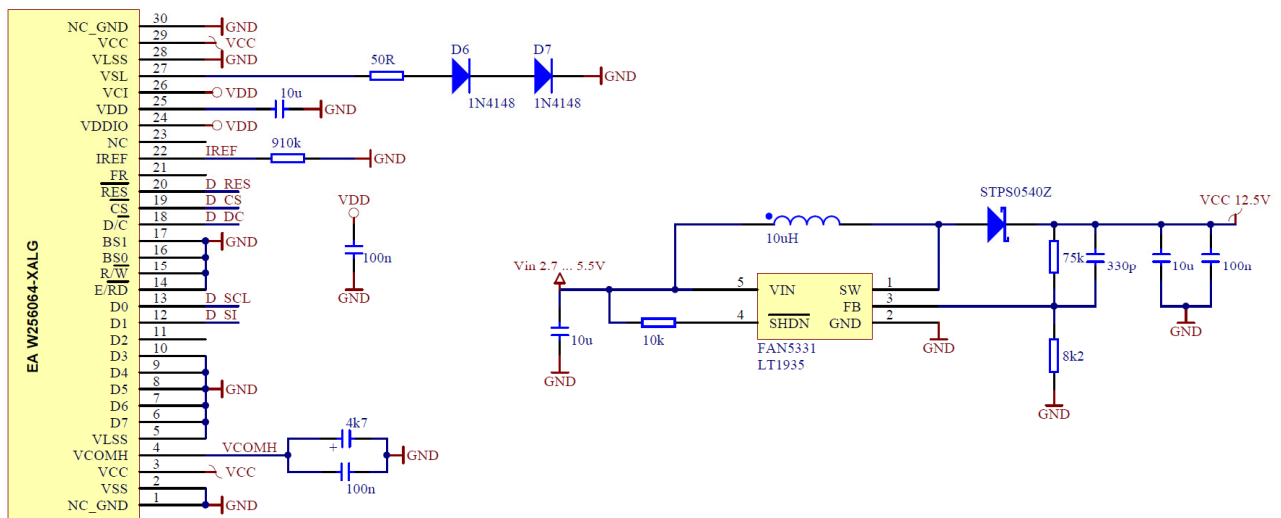 EA W256064-XALG
NC_GND 30 GND
VCC 29 VCC
VLSS 28 GND
VSL 27 50R D6 1N4148 D7 1N4148 GND
VCI 26 VDD
VDD 25 10u GND
VDDIO 24 VDD
NC 23
IREF 22 IREF 910k GND
FR 21
RES 20 D_RES
CS 19 D_CS
D/C 18 D_DC
BS1 17 GND
BS0 16
R/W 15
E/RD 14
D0 13 D_SCL
D1 12 D_SI
D2 11
D3 10
D4 9
D5 8 GND
D6 7
D7 6
VLSS 5
VCOMH 4 VCOMH 4k7 100n GND
VCC 3 VCC
VSS 2
NC_GND 1 GND
VDD
100n
GND
Vin 2.7 ... 5.5V
10u
GND
10k
10uH
5 VIN SW 1
FB 3
4 SHDN GND 2
FAN5331
LT1935
GND
STPS0540Z
VCC 12.5V
75k
330p
10u
100n
GND
8k2
GND